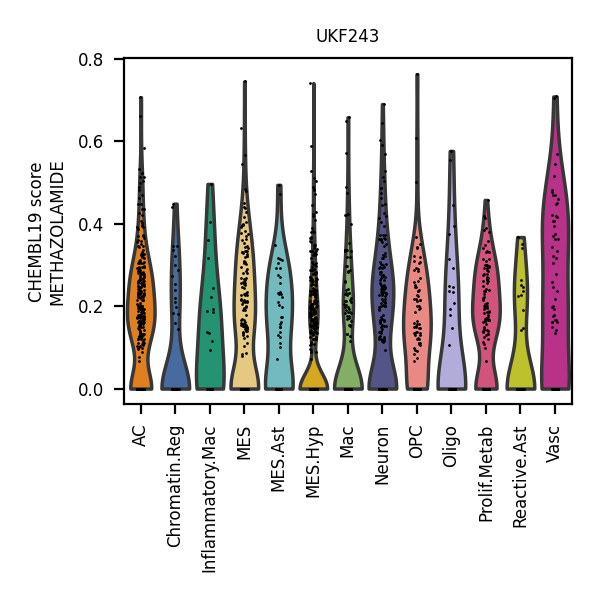 UKF243
CHEMBL19 score
METHAZOLAMIDE
0.8
0.6
0.4
0.2
0.0
AC
Chromatin.Reg
Inflammatory.Mac
MES
MES.Ast
MES.Hyp
Mac
Neuron
OPC
Oligo
Prolif.Metab
Reactive.Ast
Vasc